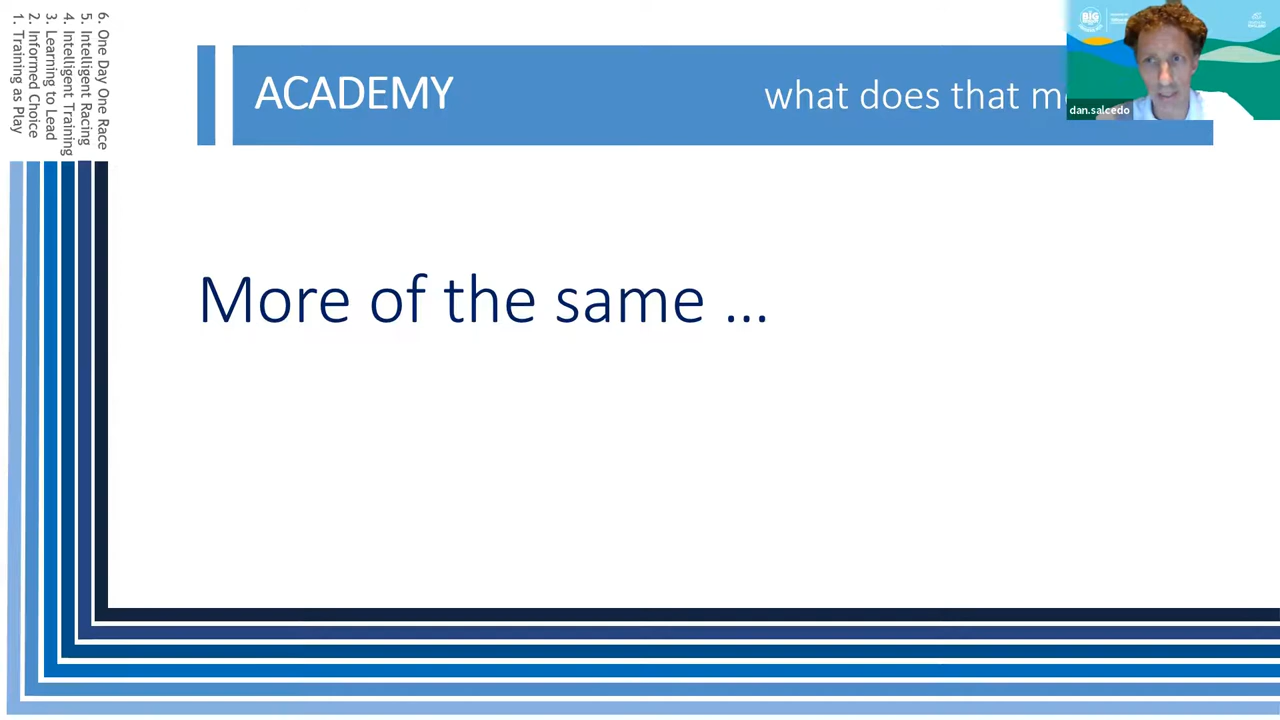 6. One Day One Race
5. Intelligent Racing
4. Intelligent Training
3. Learning to Lead
2. Informed Choice
1. Training as Play
ACADEMY
what does that m
BIG
dan.salcedo
More of the same ...